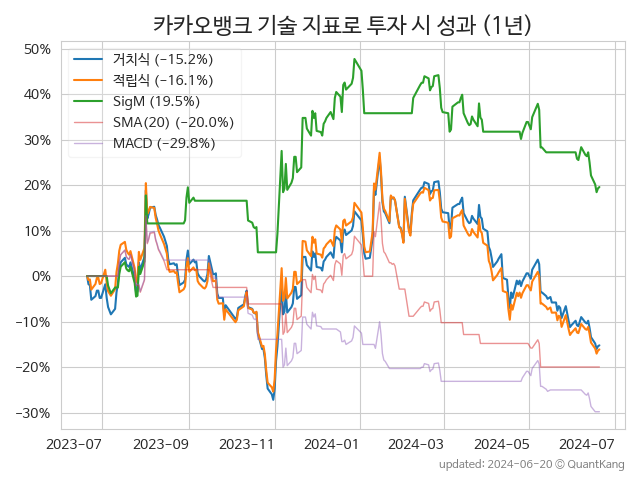 카카오뱅크 기술 지표로 투자 시 성과 (1년)
50%
40%
30%
20%
10%
0%
−10%
−20%
−30%
거치식 (−15.2%)
적립식 (−16.1%)
SigM (19.5%)
SMA(20) (−20.0%)
MACD (−29.8%)
2023-07
2023-09
2023-11
2024-01
2024-03
2024-05
2024-07
updated: 2024-06-20 © QuantKang